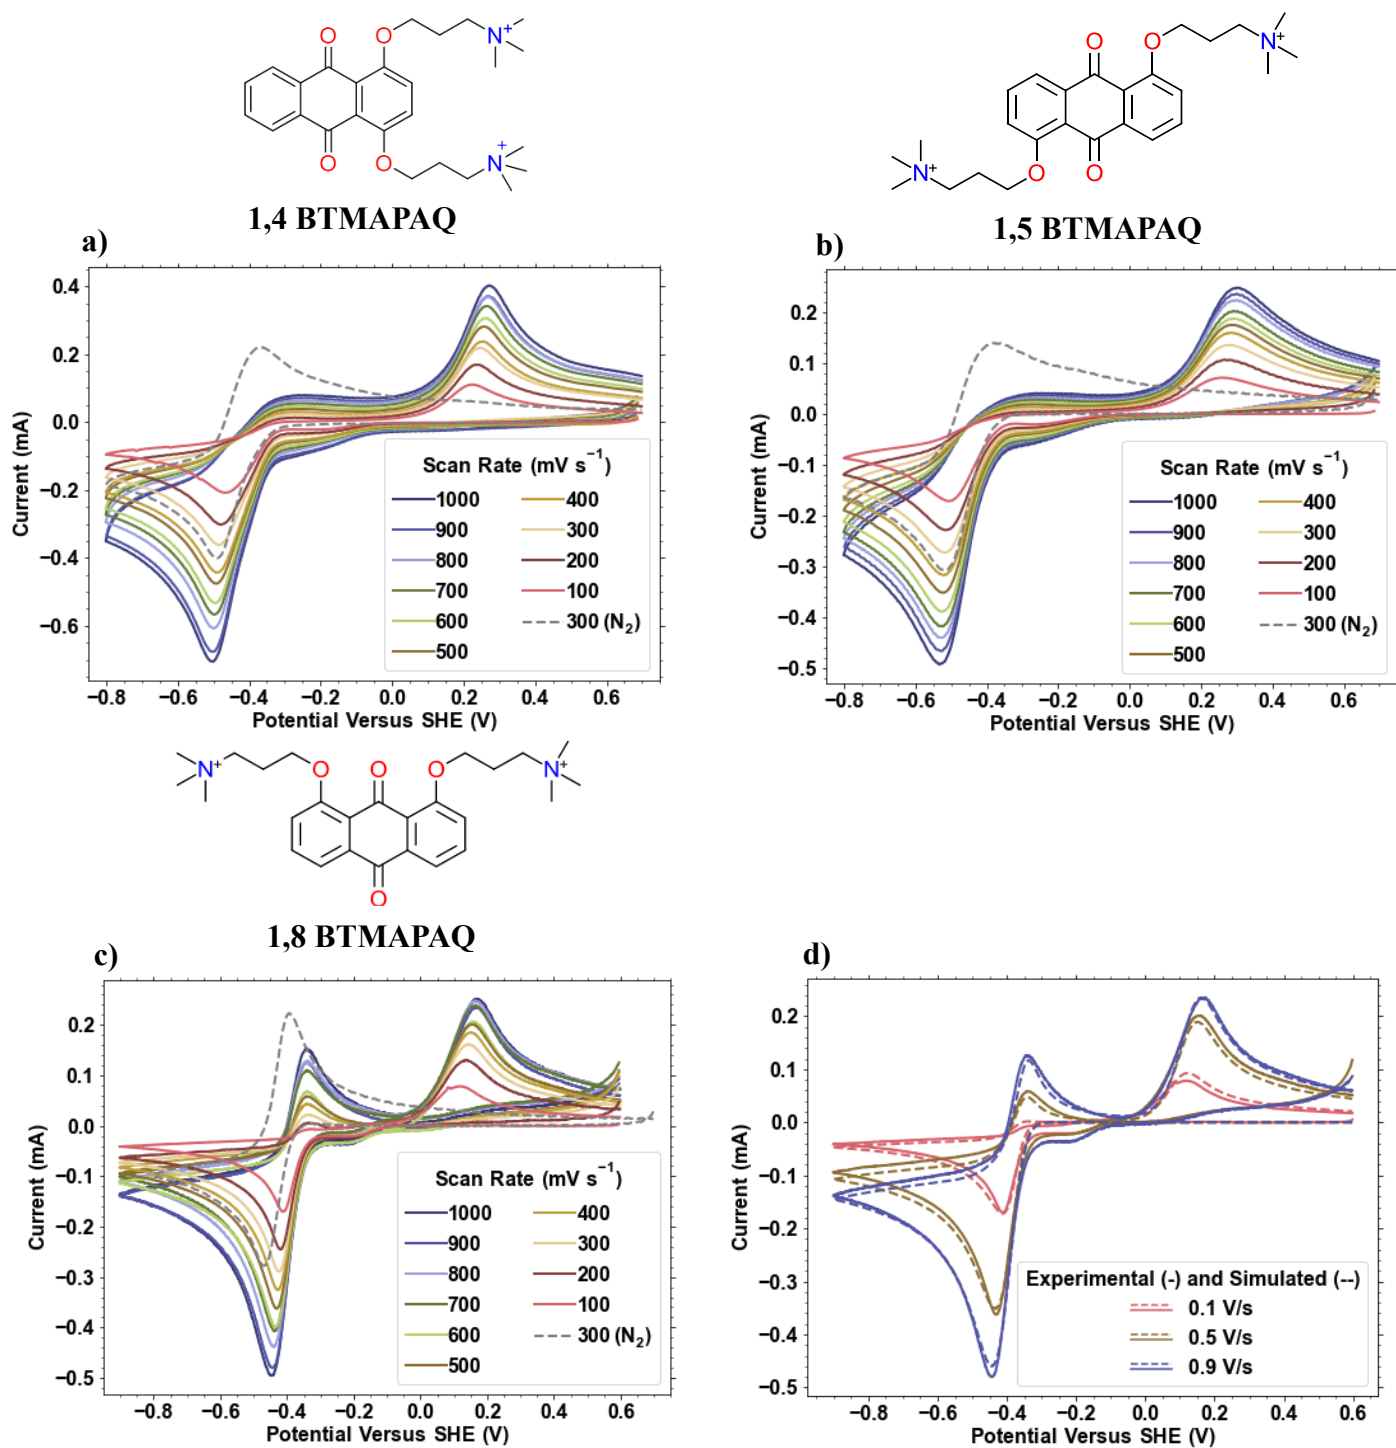 O
O
N+
O
O
N
+
1,4 BTMAPAQ
O
O
N+
N+
O
O
1,5 BTMAPAQ
a)
0.4
0.2
0.0
−0.2
−0.4
−0.6
Current (mA)
Scan Rate (mV s−1)
1000
900
800
700
600
500
400
300
200
100
300 (N2)
−0.8
−0.6
−0.4
−0.2
0.0
0.2
0.4
0.6
Potential Versus SHE (V)
b)
0.2
0.1
0.0
−0.1
−0.2
−0.3
−0.4
−0.5
Current (mA)
Scan Rate (mV s−1)
1000
900
800
700
600
500
400
300
200
100
300 (N2)
−0.8
−0.6
−0.4
−0.2
0.0
0.2
0.4
0.6
Potential Versus SHE (V)
N+
O
O
O
N+
O
1,8 BTMAPAQ
c)
0.2
0.1
0.0
−0.1
−0.2
−0.3
−0.4
−0.5
Current (mA)
Scan Rate (mV s−1)
1000
900
800
700
600
500
400
300
200
100
300 (N2)
−0.8
−0.6
−0.4
−0.2
0.0
0.2
0.4
0.6
Potential Versus SHE (V)
d)
0.2
0.1
0.0
−0.1
−0.2
−0.3
−0.4
−0.5
Current (mA)
Experimental (-) and Simulated (--)
0.1 V/s
0.5 V/s
0.9 V/s
−0.8
−0.6
−0.4
−0.2
0.0
0.2
0.4
0.6
Potential Versus SHE (V)